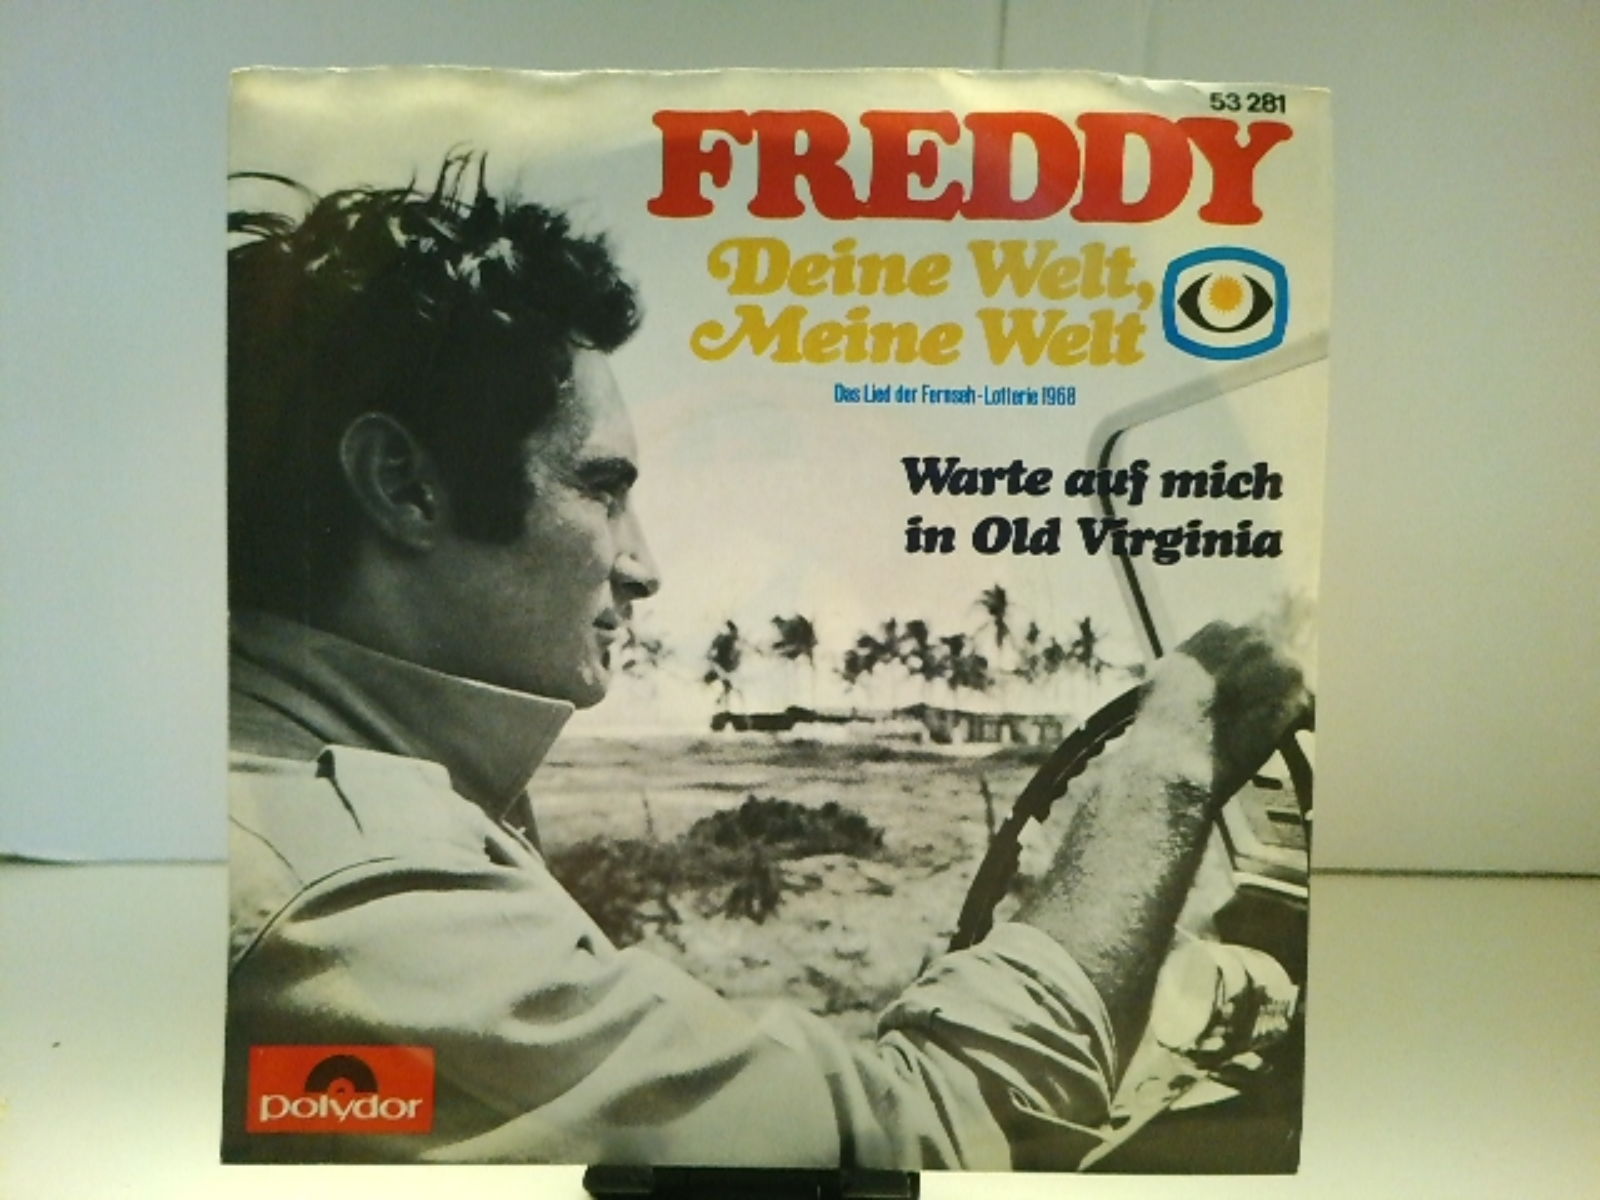 53 281
FREDDY
Deine Welt,
Meine Welt
Das Lied der Fernseh-Lotterie 1968
Warte auf mich
in Old Virginia
polydor